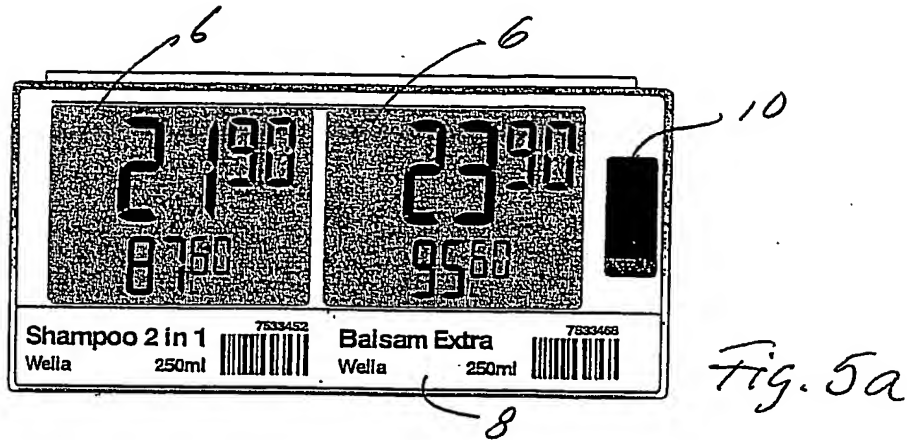 6 6
10
21 90 23 90
87 60 95 60
7533452 7533468
Shampoo 2 in 1 Balsam Extra
Wella 250ml Wella 250ml
8
Fig. 5a